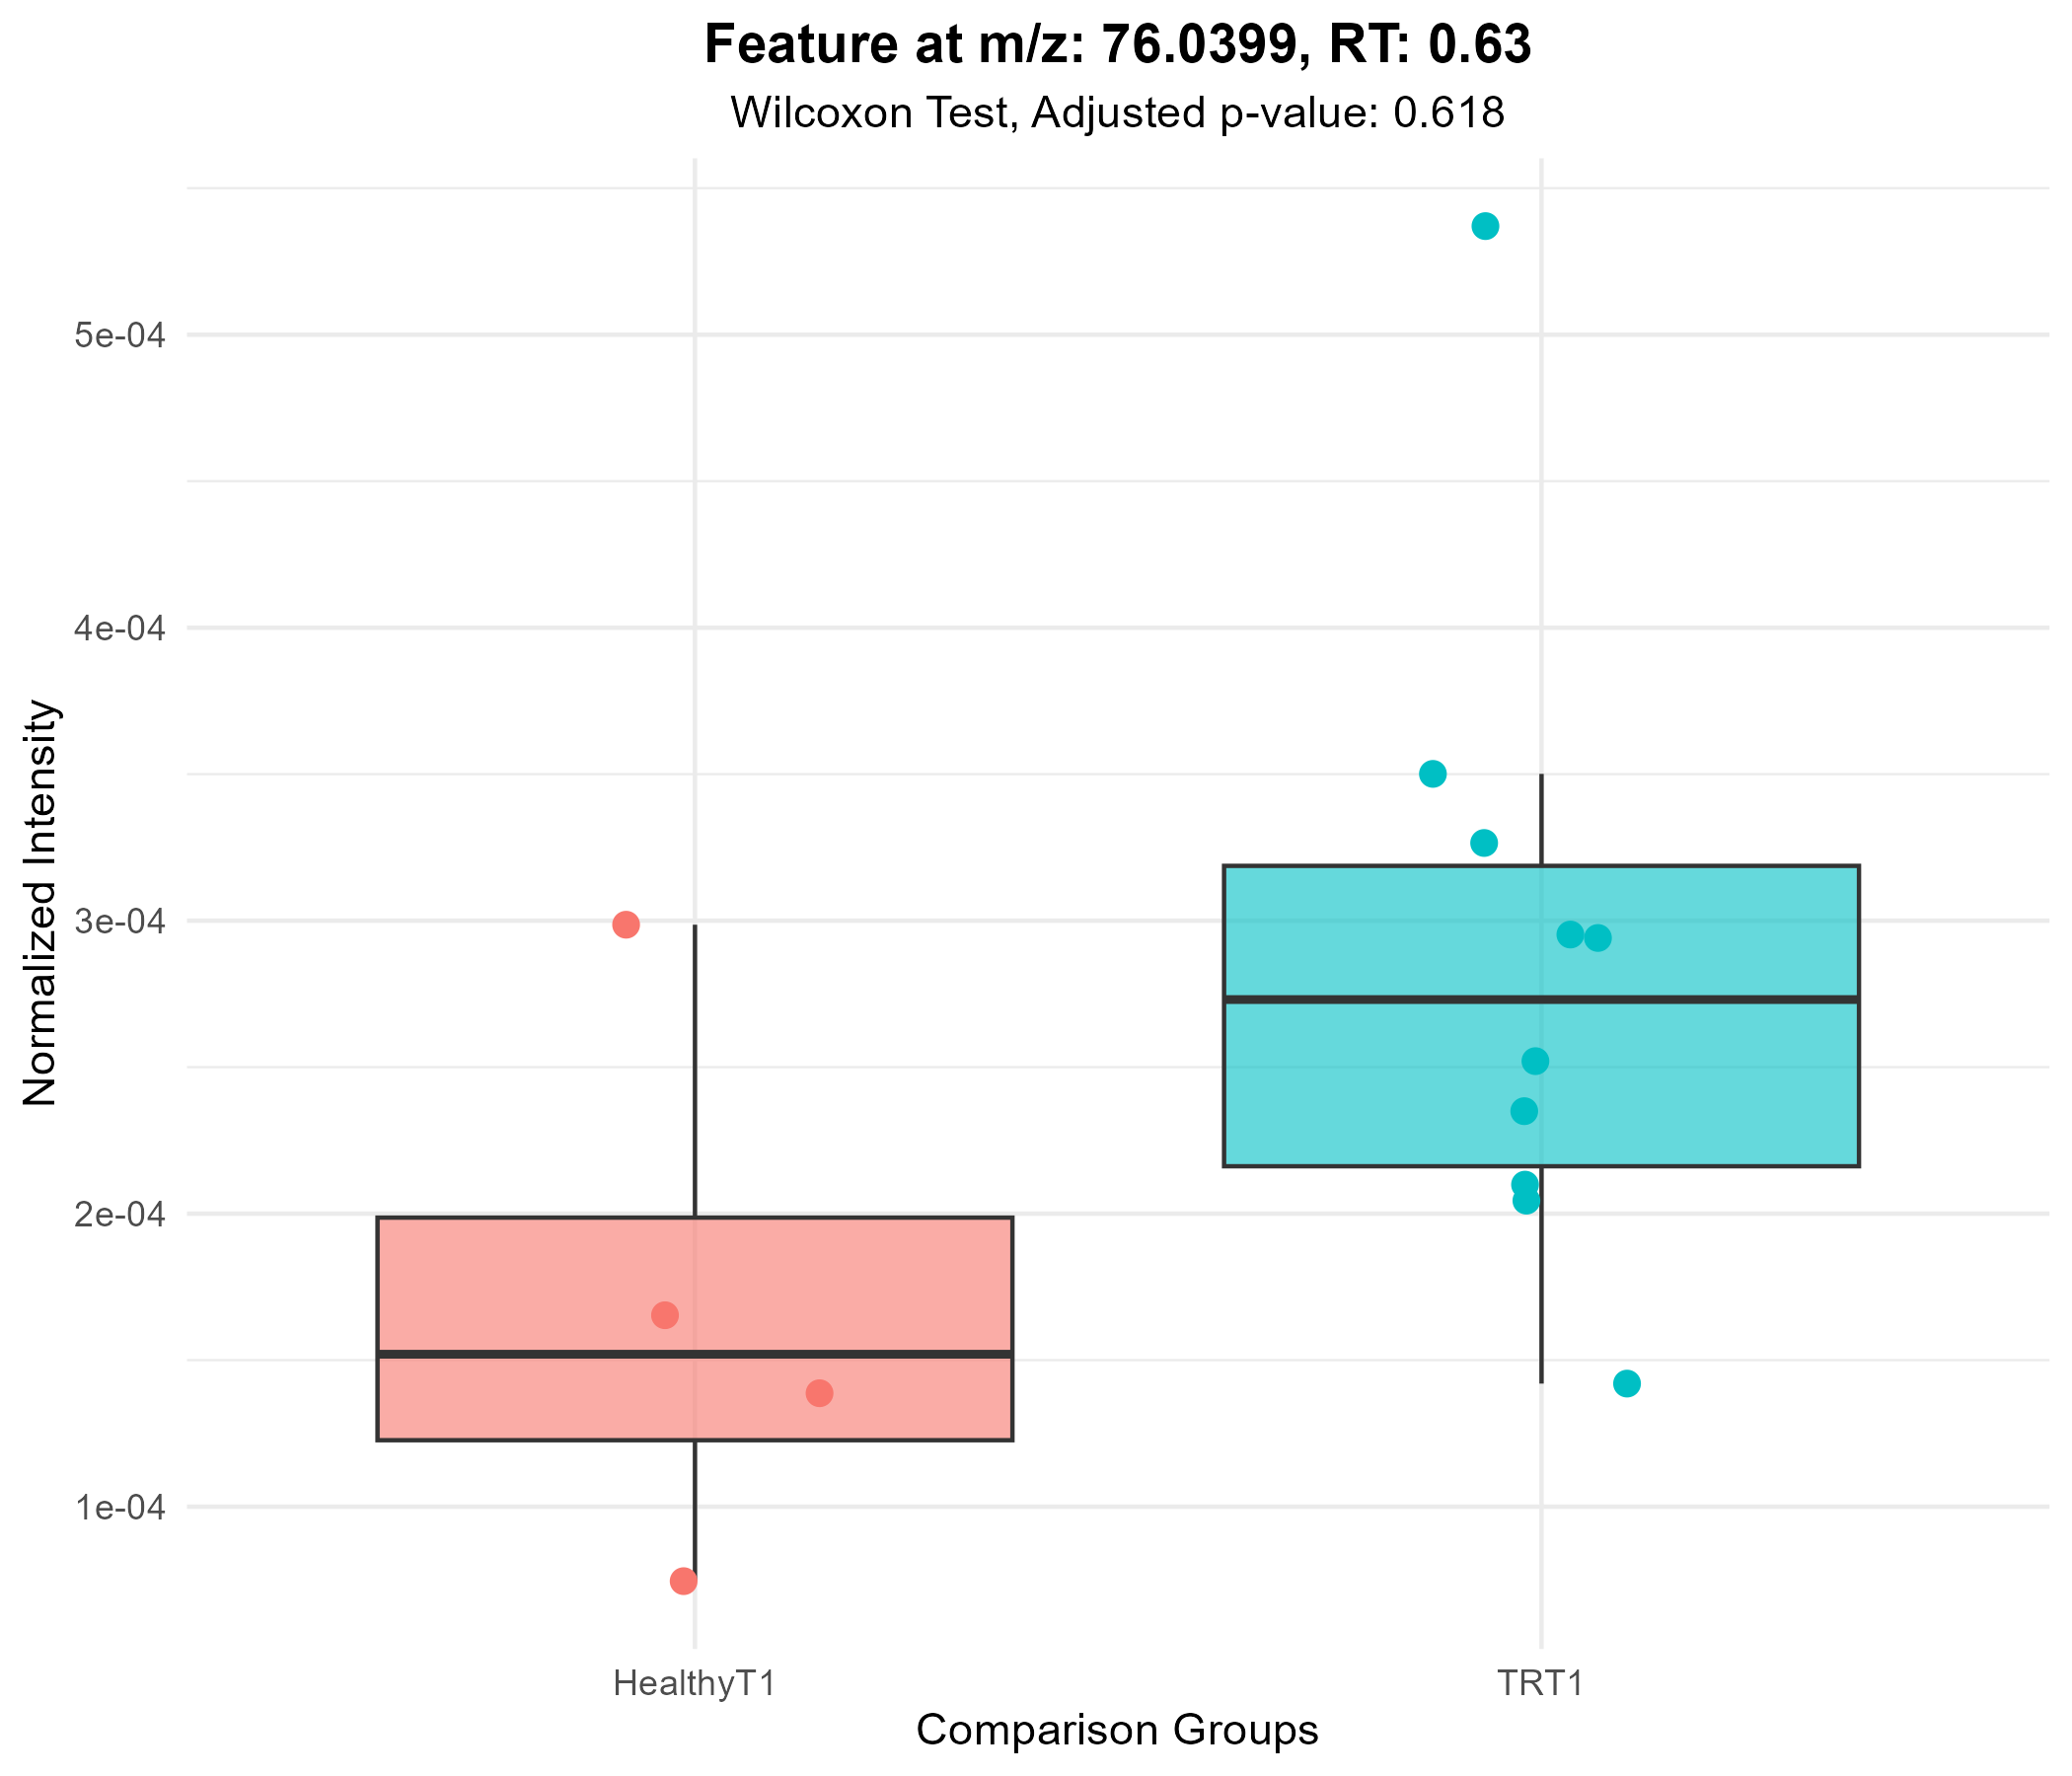 Feature at m/z: 76.0399, RT: 0.63
Wilcoxon Test, Adjusted p-value: 0.618
Normalized Intensity
5e-04
4e-04
3e-04
2e-04
1e-04
HealthyT1
TRT1
Comparison Groups